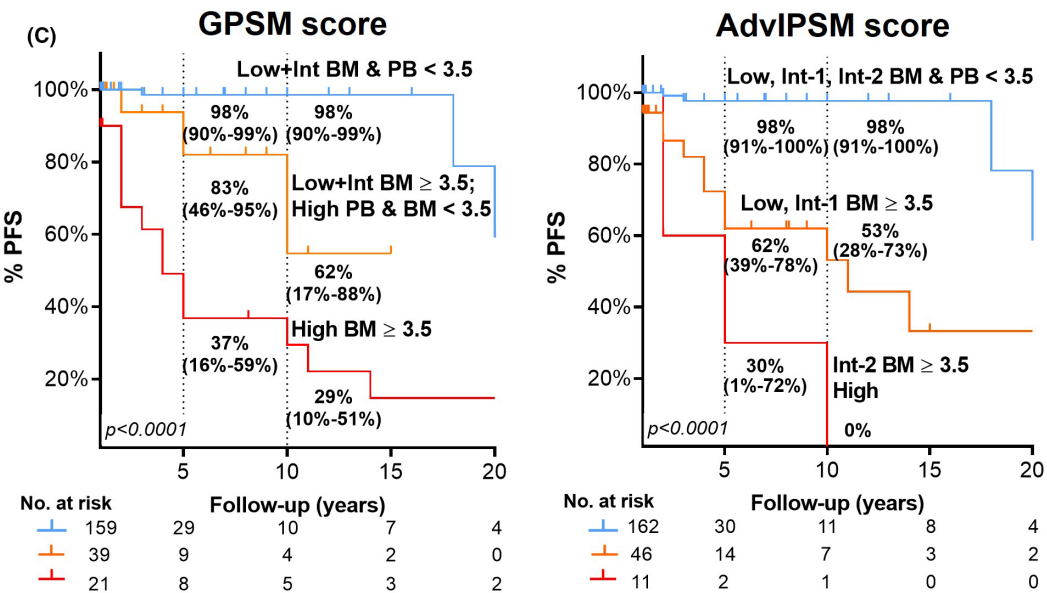 (C)
GPSM score
Low+Int BM & PB < 3.5
100%
98%
(90%-99%)
98%
(90%-99%)
80%
83%
(46%-95%)
Low+Int BM ≥ 3.5;
High PB & BM < 3.5
% PFS
60%
62%
(17%-88%)
40%
High BM ≥ 3.5
37%
(16%-59%)
20%
29%
(10%-51%)
p<0.0001
5 10 15 20
No. at risk Follow-up (years)
159 29 10 7 4
39 9 4 2 0
21 8 5 3 2
AdvIPSM score
Low, Int-1, Int-2 BM & PB < 3.5
100%
98%
(91%-100%)
98%
(91%-100%)
80%
Low, Int-1 BM ≥ 3.5
% PFS
60%
62%
(39%-78%)
53%
(28%-73%)
40%
30%
(1%-72%)
Int-2 BM ≥ 3.5
High
20%
0%
p<0.0001
5 10 15 20
No. at risk Follow-up (years)
162 30 11 8 4
46 14 7 3 2
11 2 1 0 0